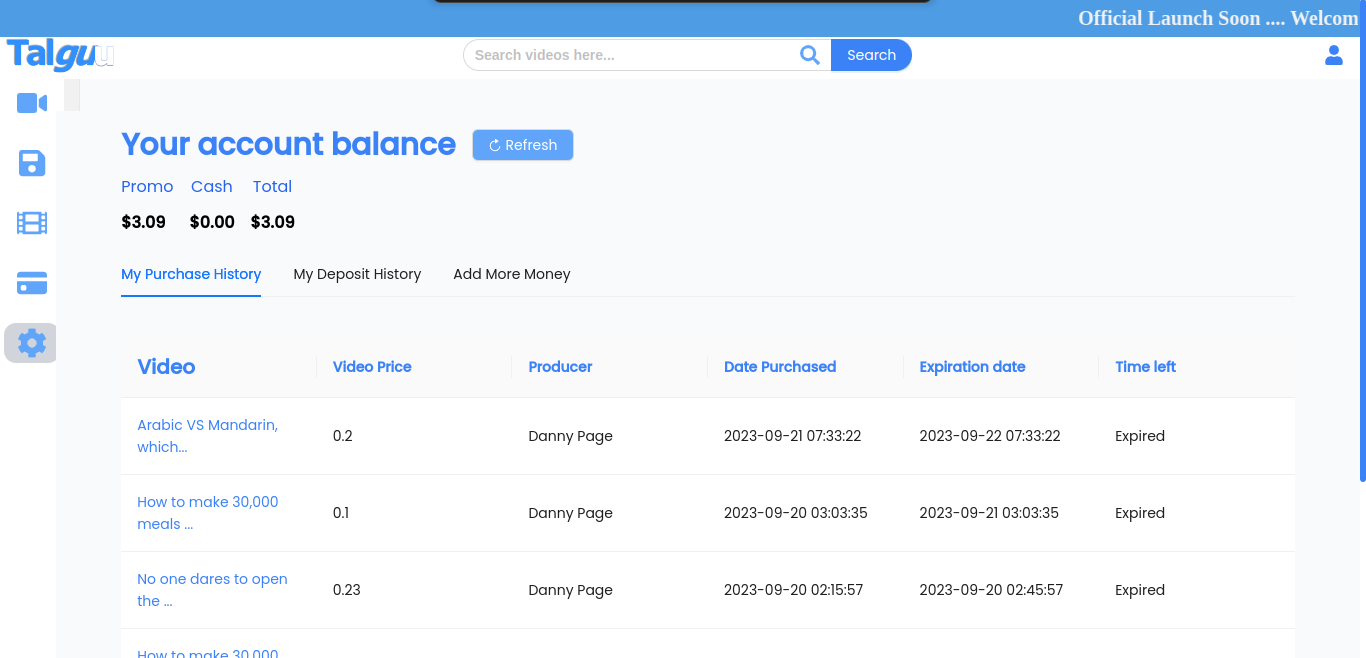 Official Launch Soon .... Welcom
Talguu
Search videos here...
Search
Your account balance
Refresh
Promo Cash Total
$3.09 $0.00 $3.09
My Purchase History My Deposit History Add More Money
Video Video Price Producer Date Purchased Expiration date Time left
Arabic VS Mandarin,
which...
0.2 Danny Page 2023-09-21 07:33:22 2023-09-22 07:33:22 Expired
How to make 30,000
meals ...
0.1 Danny Page 2023-09-20 03:03:35 2023-09-21 03:03:35 Expired
No one dares to open
the ...
0.23 Danny Page 2023-09-20 02:15:57 2023-09-20 02:45:57 Expired
How to make 30,000